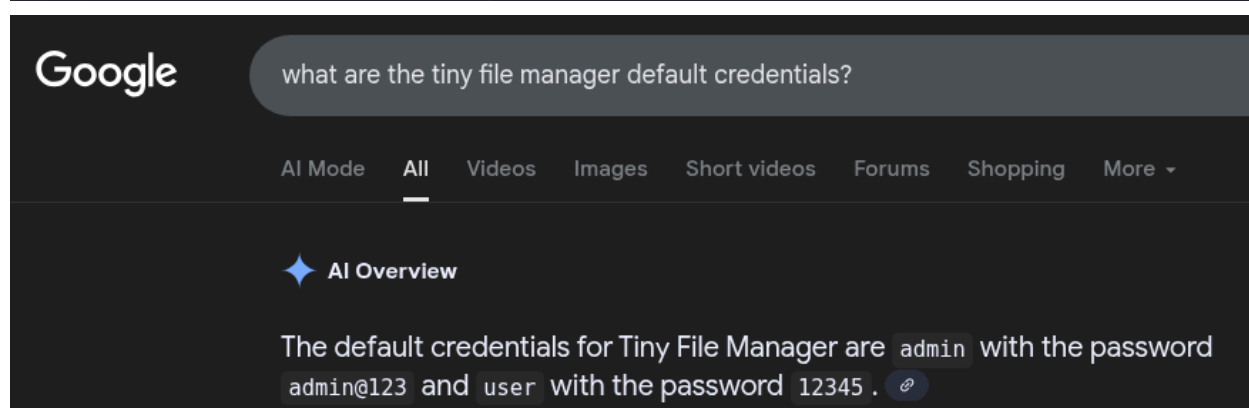 Google
what are the tiny file manager default credentials?
AI Mode All Videos Images Short videos Forums Shopping More
AI Overview
The default credentials for Tiny File Manager are admin with the password
admin@123 and user with the password 12345.